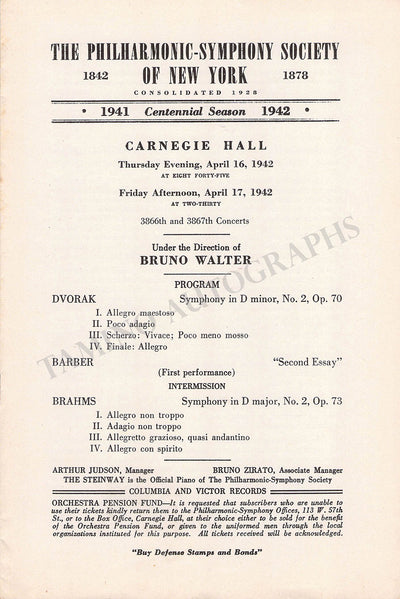 THE PHILHARMONIC-SYMPHONY SOCIETY
1842 OF NEW YORK 1878
CONSOLIDATED 1928
• 1941 Centennial Season 1942 •
CARNEGIE HALL
Thursday Evening, April 16, 1942
AT EIGHT FORTY-FIVE
Friday Afternoon, April 17, 1942
AT TWO-THIRTY
3866th and 3867th Concerts
Under the Direction of
BRUNO WALTER
PROGRAM
DVORAK Symphony in D minor, No. 2, Op. 70
I. Allegro maestoso
II. Poco adagio
III. Scherzo: Vivace; Poco meno mosso
IV. Finale: Allegro
BARBER "Second Essay"
(First performance)
INTERMISSION
BRAHMS Symphony in D major, No. 2, Op. 73
I. Allegro non troppo
II. Adagio non troppo
III. Allegretto grazioso, quasi andantino
IV. Allegro con spirito
ARTHUR JUDSON, Manager BRUNO ZIRATO, Associate Manager
THE STEINWAY is the Official Piano of The Philharmonic-Symphony Society
COLUMBIA AND VICTOR RECORDS
ORCHESTRA PENSION FUND—It is requested that subscribers who are unable to
use their tickets kindly return them to the Philharmonic-Symphony Offices, 113 W. 57th
St., or to the Box Office, Carnegie Hall, at their choice either to be sold for the benefit
of the Orchestra Pension Fund, or given to the uniformed men through the local
organizations instituted for this purpose. All tickets received will be acknowledged.
"Buy Defense Stamps and Bonds"
TAMINO AUTOGRAPHS